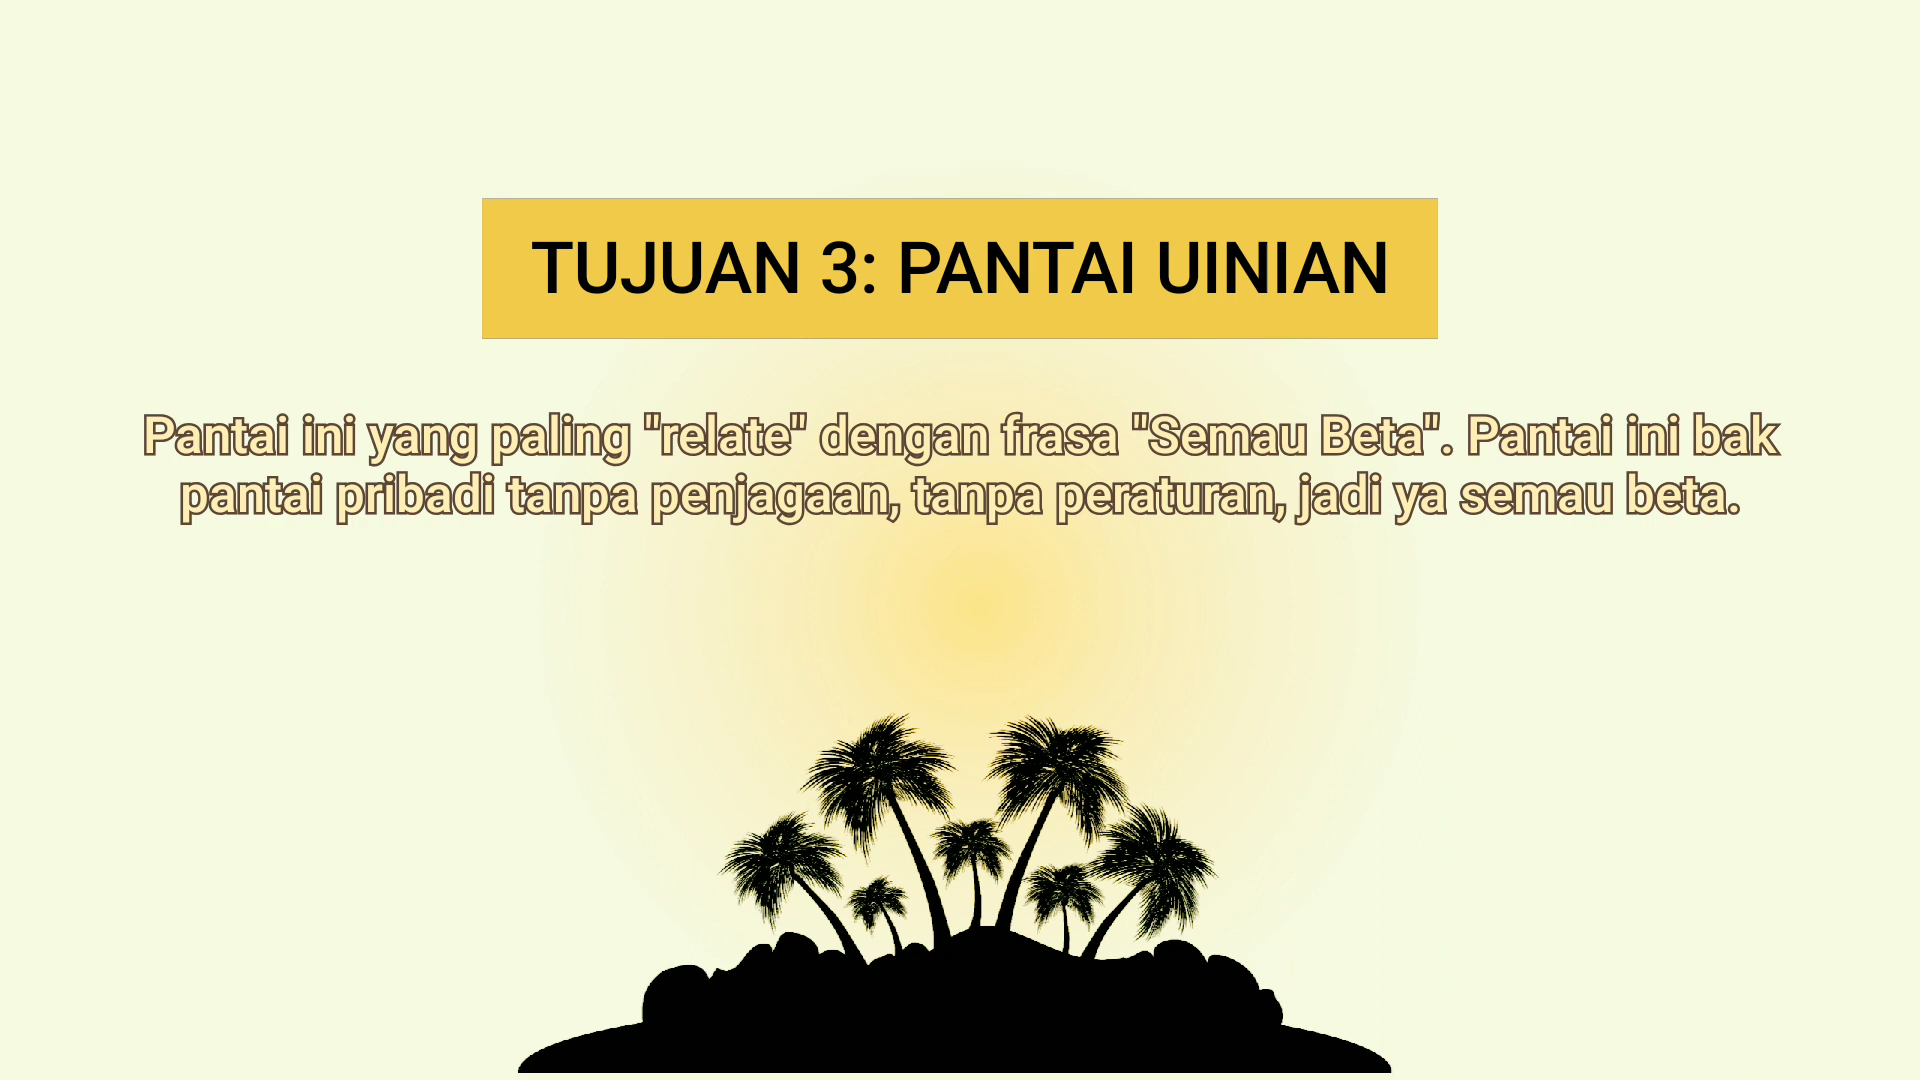 TUJUAN 3: PANTAI UINIAN
Pantai ini yang paling "relate" dengan frasa "Semau Beta". Pantai ini bak
pantai pribadi tanpa penjagaan, tanpa peraturan, jadi ya semau beta.